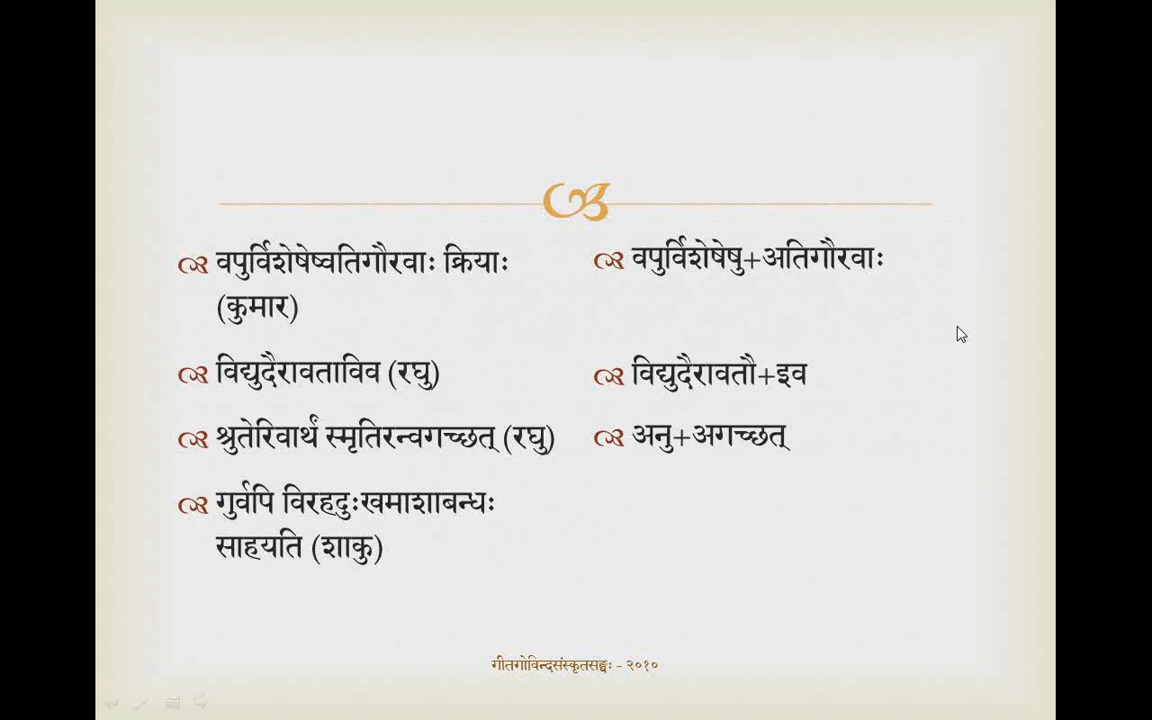 वपुर्विशेषेष्वतिगौरवाः क्रियाः
(कुमार)
वपुर्विशेषेषु+अतिगौरवाः
विद्युदैरावताविव (रघु)
विद्युदैरावतौ+इव
श्रुतेरिवार्थं स्मृतिरन्वगच्छत् (रघु)
अनु+अगच्छत्
गुर्वपि विरहदुःखमाशाबन्धः
साहयति (शाकु)
गीतगोविन्दसंस्कृतसङ्घः - २०१०